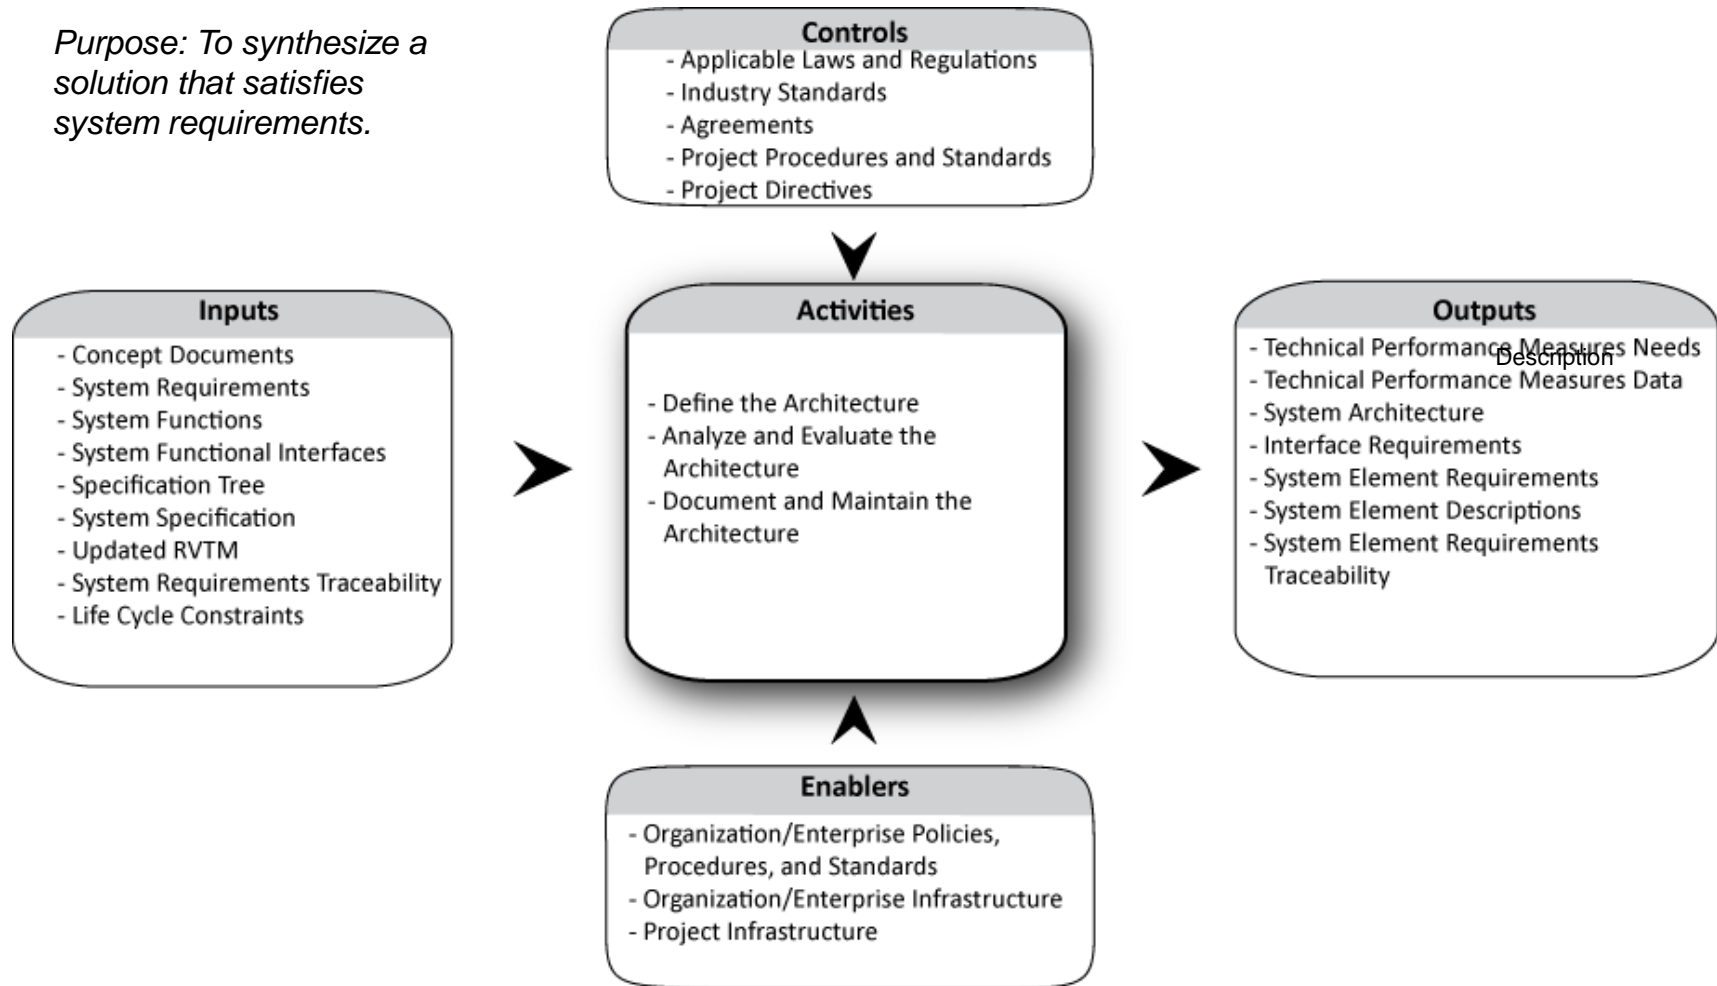 Purpose: To synthesize a
solution that satisfies
system requirements.
Controls
- Applicable Laws and Regulations
- Industry Standards
- Agreements
- Project Procedures and Standards
- Project Directives
Inputs
- Concept Documents
- System Requirements
- System Functions
- System Functional Interfaces
- Specification Tree
- System Specification
- Updated RVTM
- System Requirements Traceability
- Life Cycle Constraints
Activities
- Define the Architecture
- Analyze and Evaluate the
Architecture
- Document and Maintain the
Architecture
Outputs
- Technical Performance Measures Needs
Description
- Technical Performance Measures Data
- System Architecture
- Interface Requirements
- System Element Requirements
- System Element Descriptions
- System Element Requirements
Traceability
Enablers
- Organization/Enterprise Policies,
Procedures, and Standards
- Organization/Enterprise Infrastructure
- Project Infrastructure